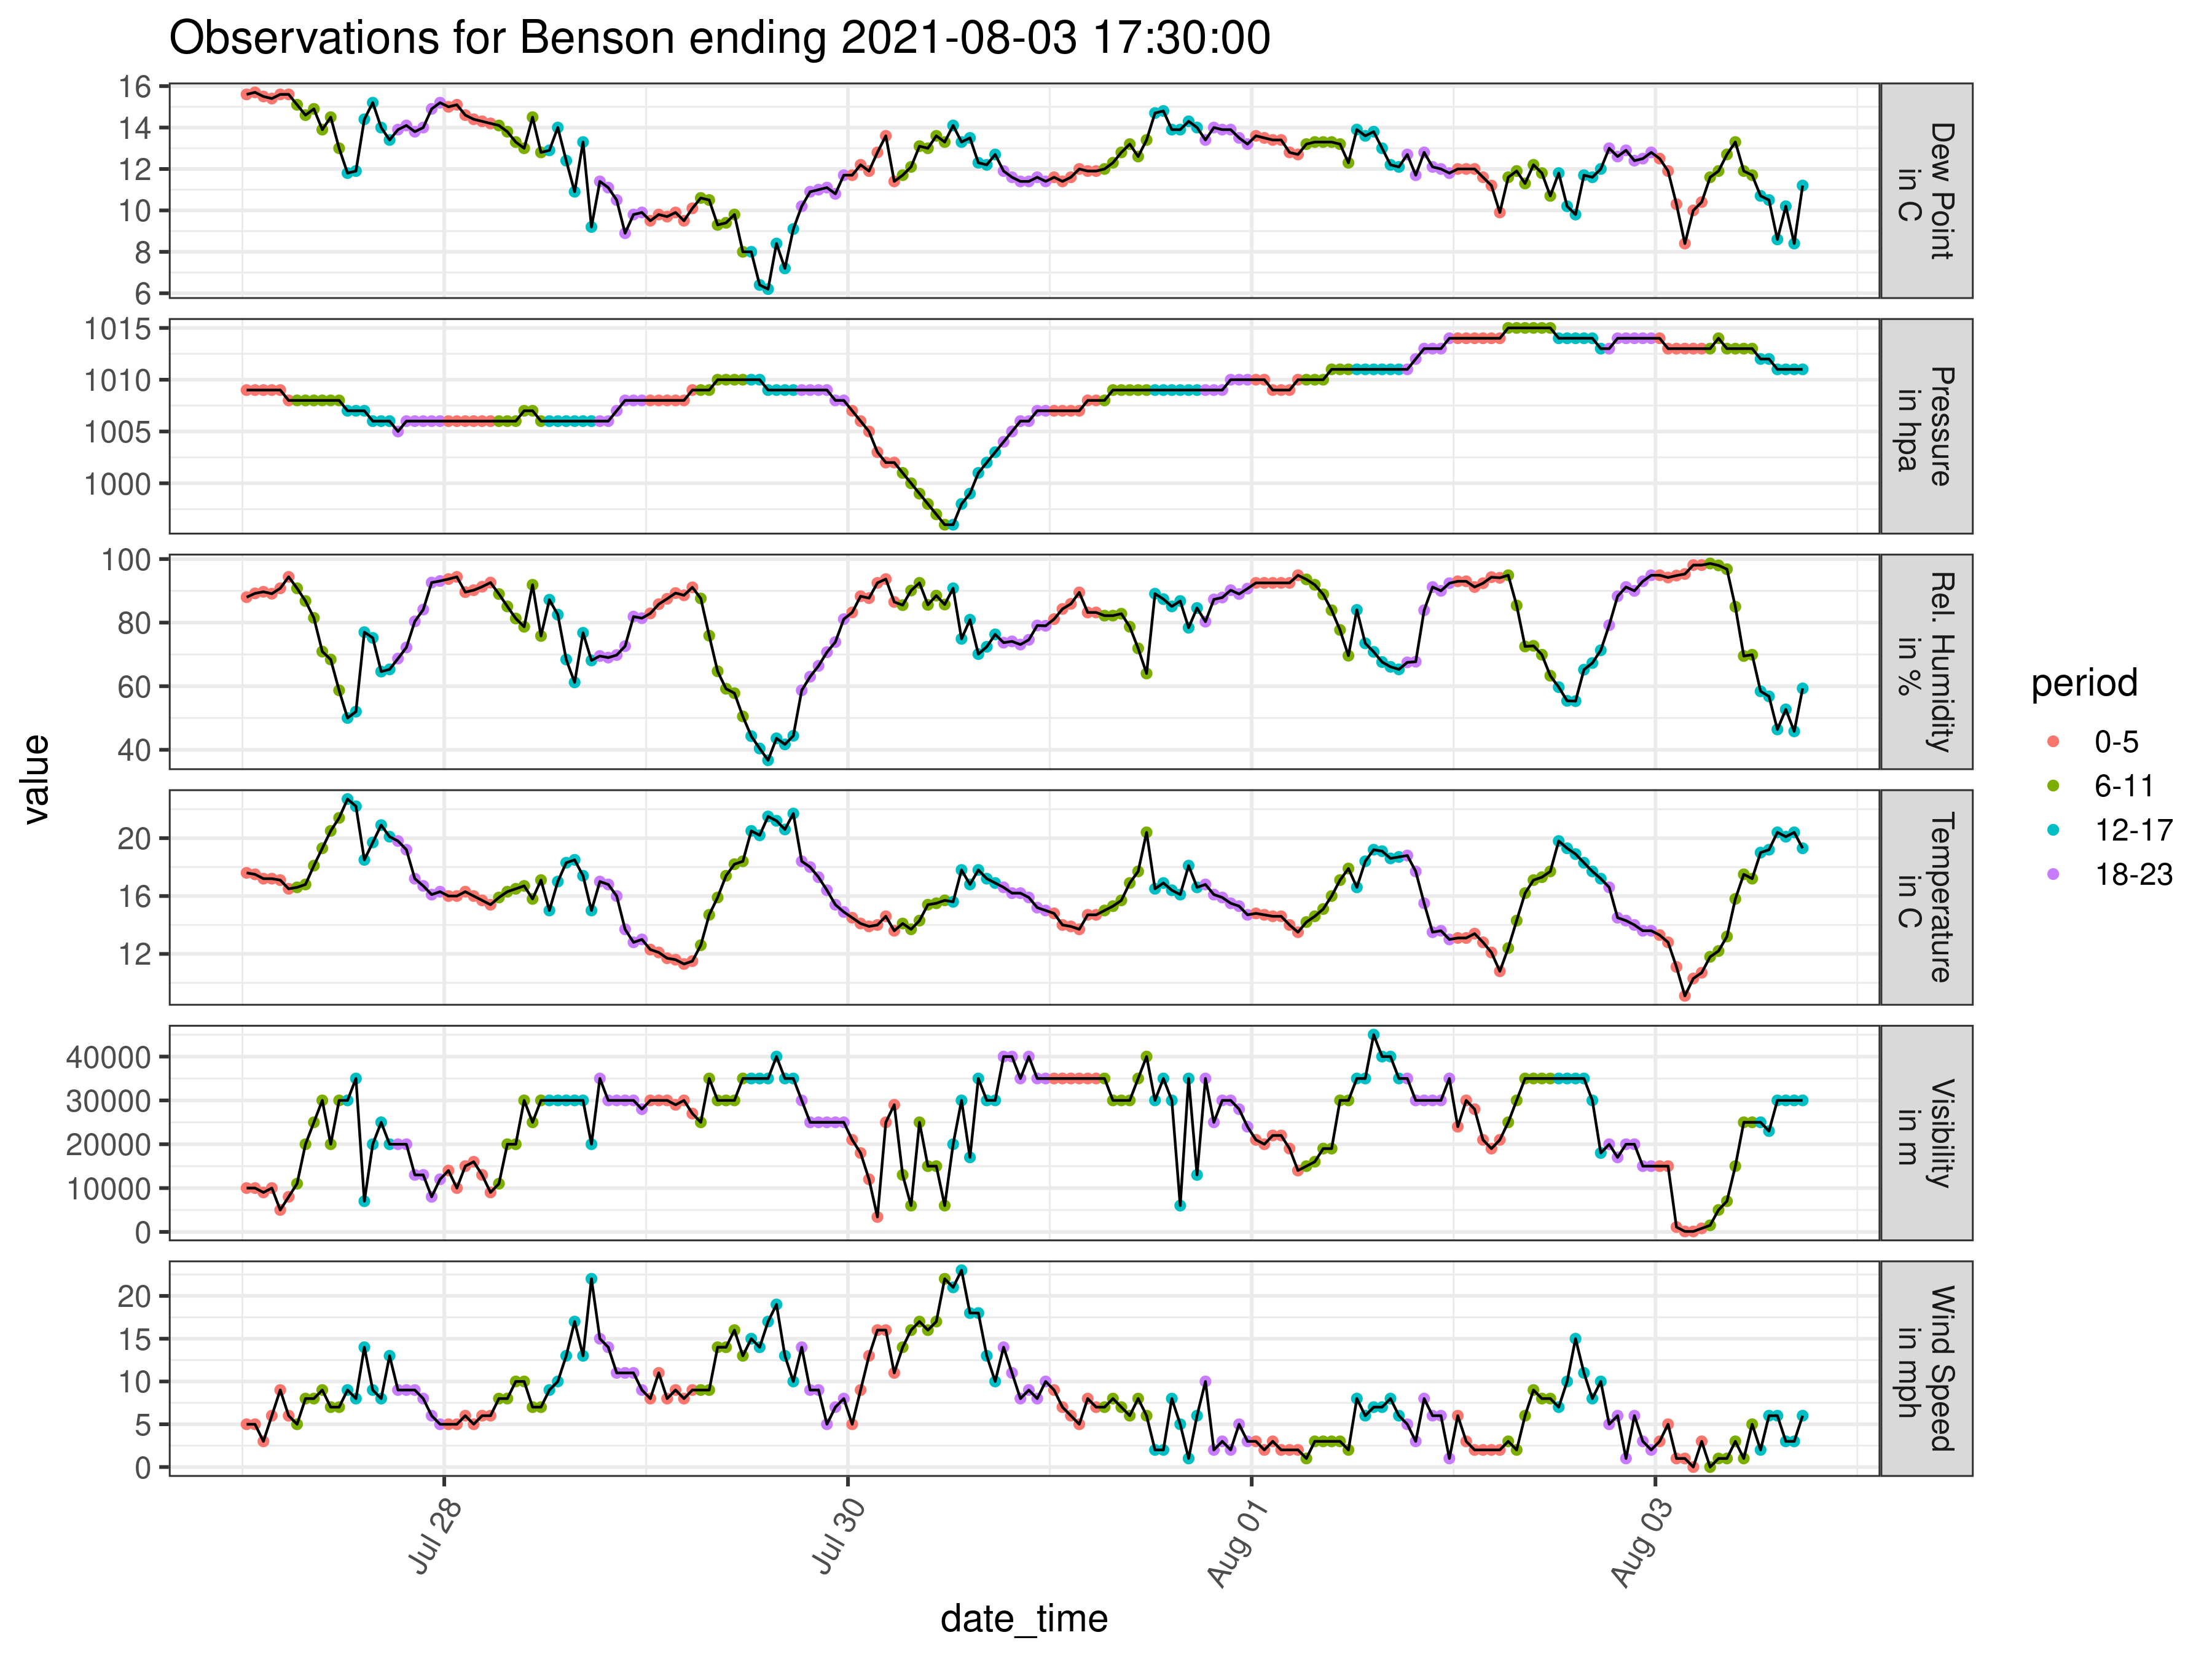 Observations for Benson ending 2021-08-03 17:30:00
value
16
14
12
10
8
6
Dew Point
in C
1015
1010
1005
1000
Pressure
in hpa
100
80
60
40
Rel. Humidity
in %
20
16
12
Temperature
in C
40000
30000
20000
10000
0
Visibility
in m
20
15
10
5
0
Wind Speed
in mph
Jul 28
Jul 30
Aug 01
Aug 03
date_time
period
0-5
6-11
12-17
18-23